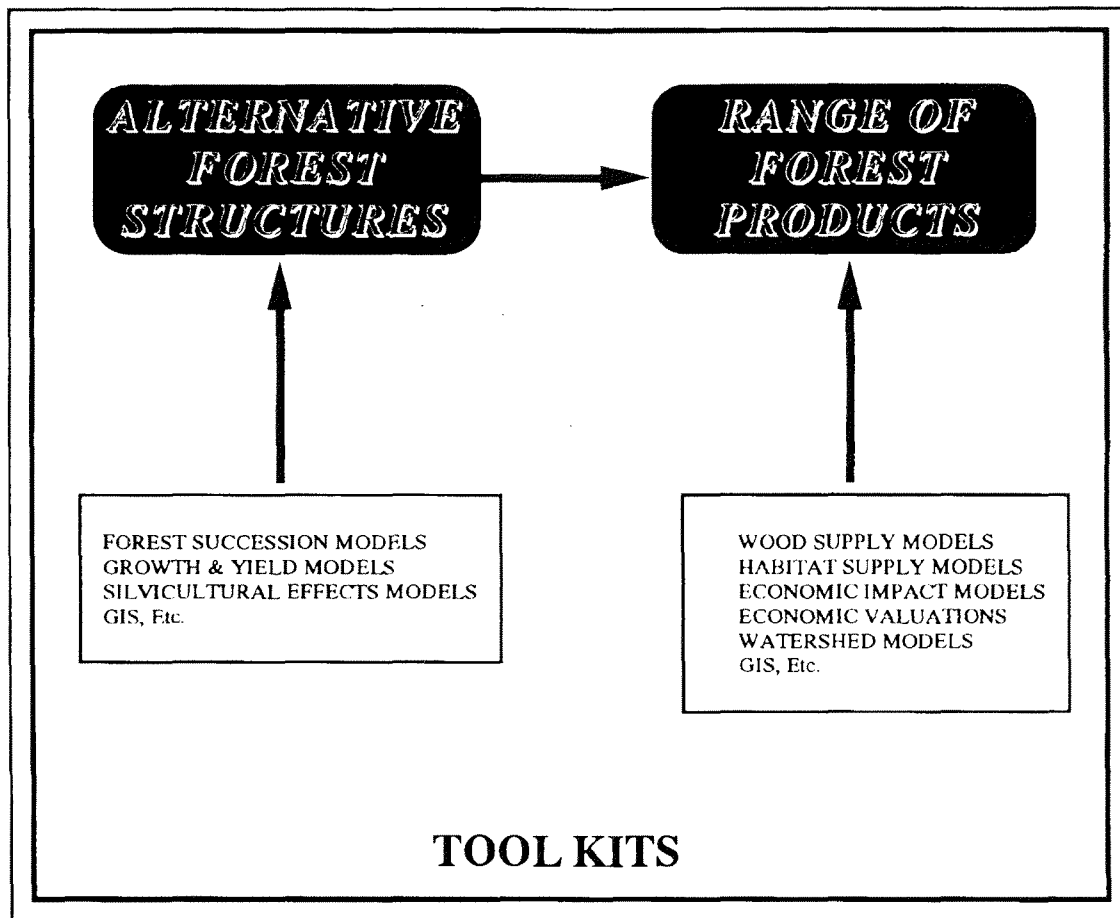 ALTERNATIVE
FOREST
STRUCTURES
RANGE OF
FOREST
PRODUCTS
FOREST SUCCESSION MODELS
GROWTH & YIELD MODELS
SILVICULTURAL EFFECTS MODELS
GIS, Etc.
WOOD SUPPLY MODELS
HABITAT SUPPLY MODELS
ECONOMIC IMPACT MODELS
ECONOMIC VALUATIONS
WATERSHED MODELS
GIS, Etc.
TOOL KITS